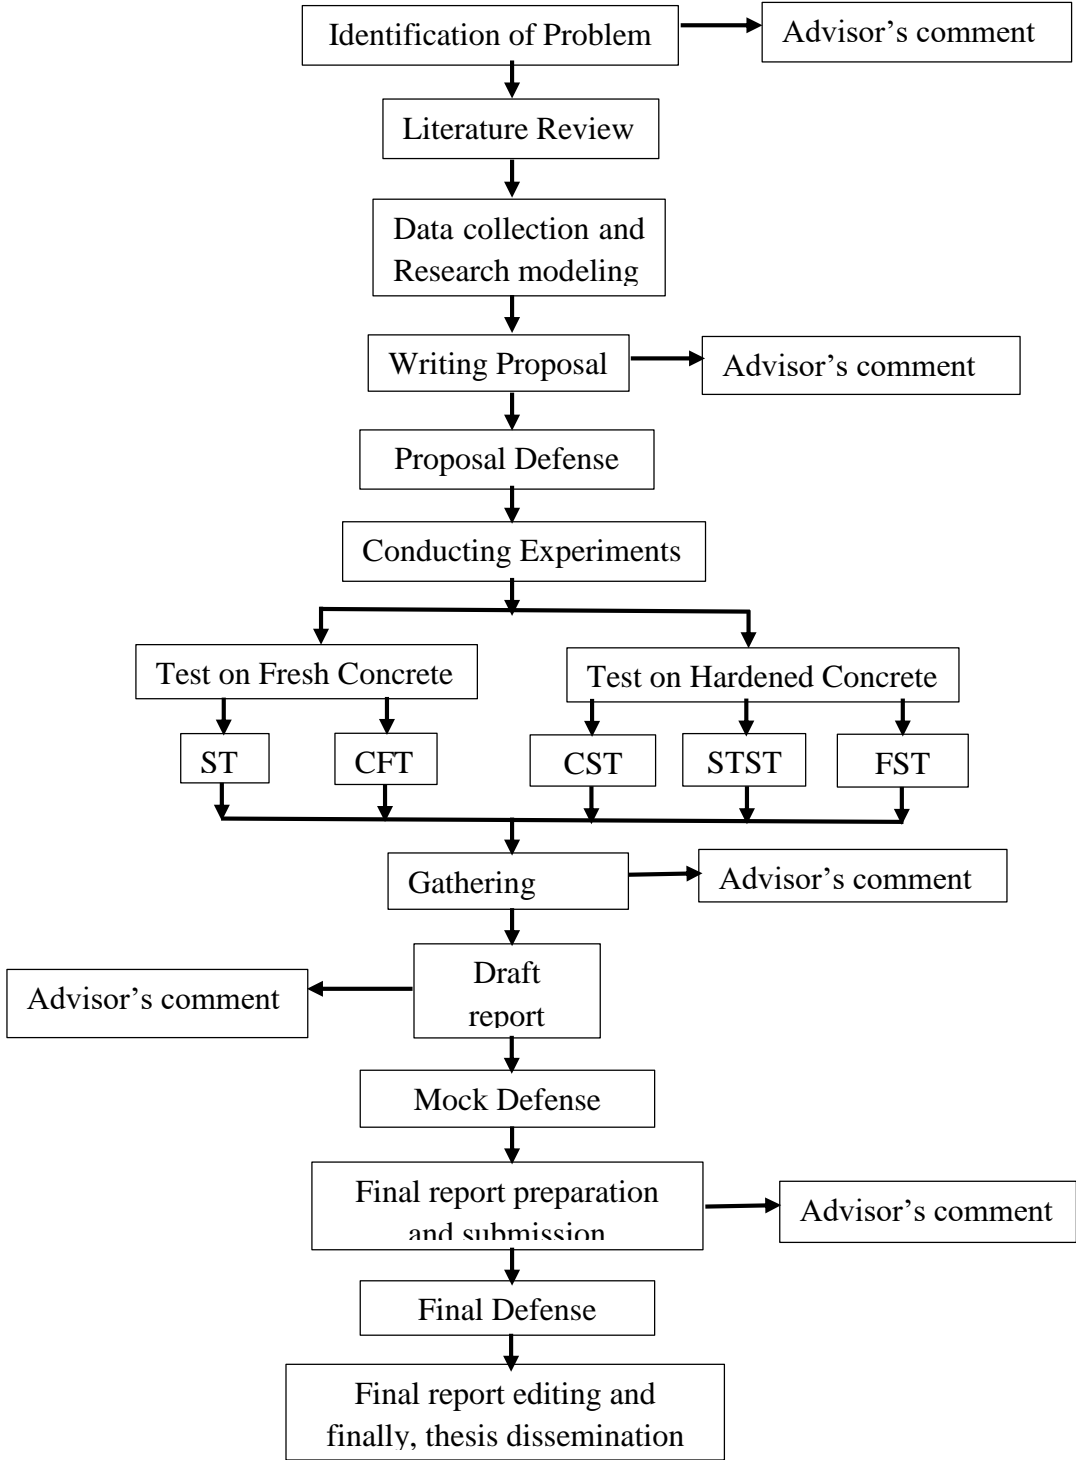 Identification of Problem
Advisor’s comment
Literature Review
Data collection and
Research modeling
Writing Proposal
Advisor’s comment
Proposal Defense
Conducting Experiments
Test on Fresh Concrete
Test on Hardened Concrete
ST
CFT
CST
STST
FST
Gathering
Advisor’s comment
Draft
report
Advisor’s comment
Mock Defense
Final report preparation
and submission
Advisor’s comment
Final Defense
Final report editing and
finally, thesis dissemination